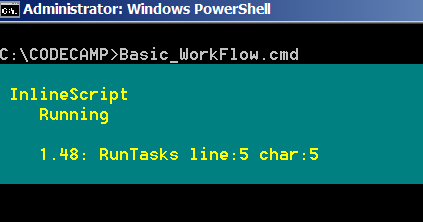 Administrator: Windows PowerShell
C:\CODECAMP>Basic_WorkFlow.cmd
InlineScript
Running
1.48: RunTasks line:5 char:5